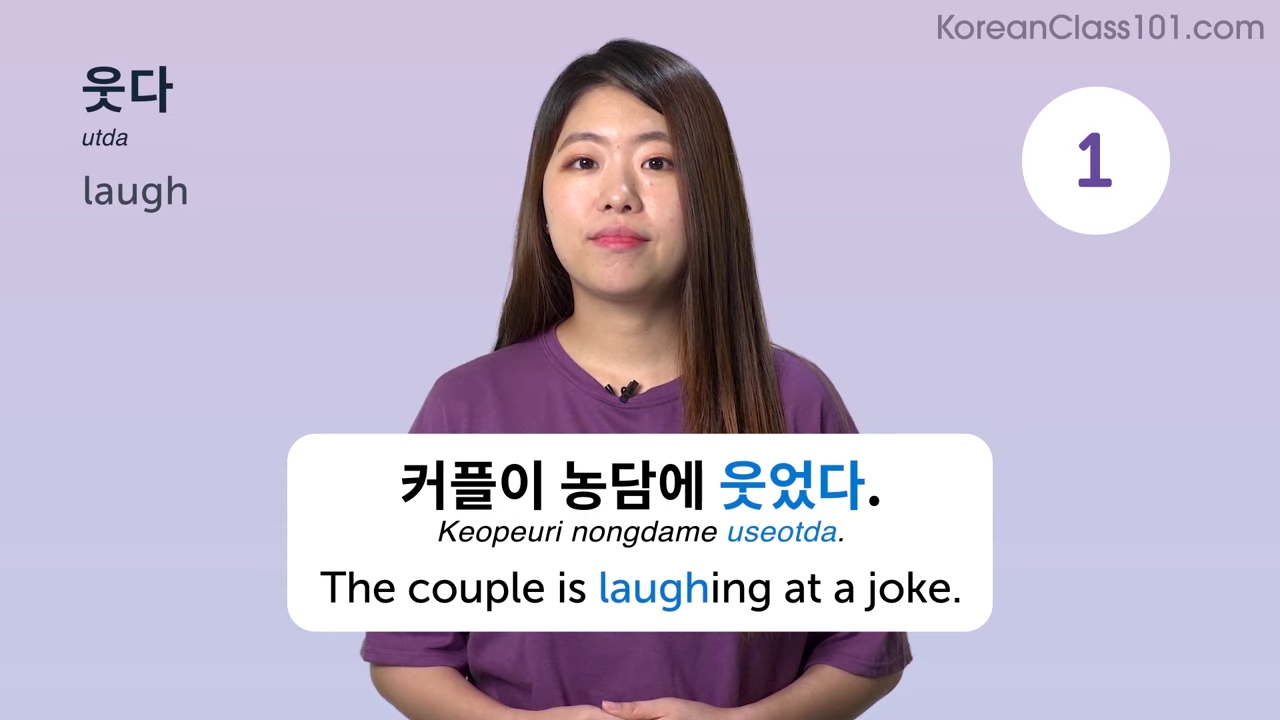 KoreanClass101.com
웃다
utda
laugh
1
커플이 농담에 웃었다.
Keopeuri nongdame useotda.
The couple is laughing at a joke.